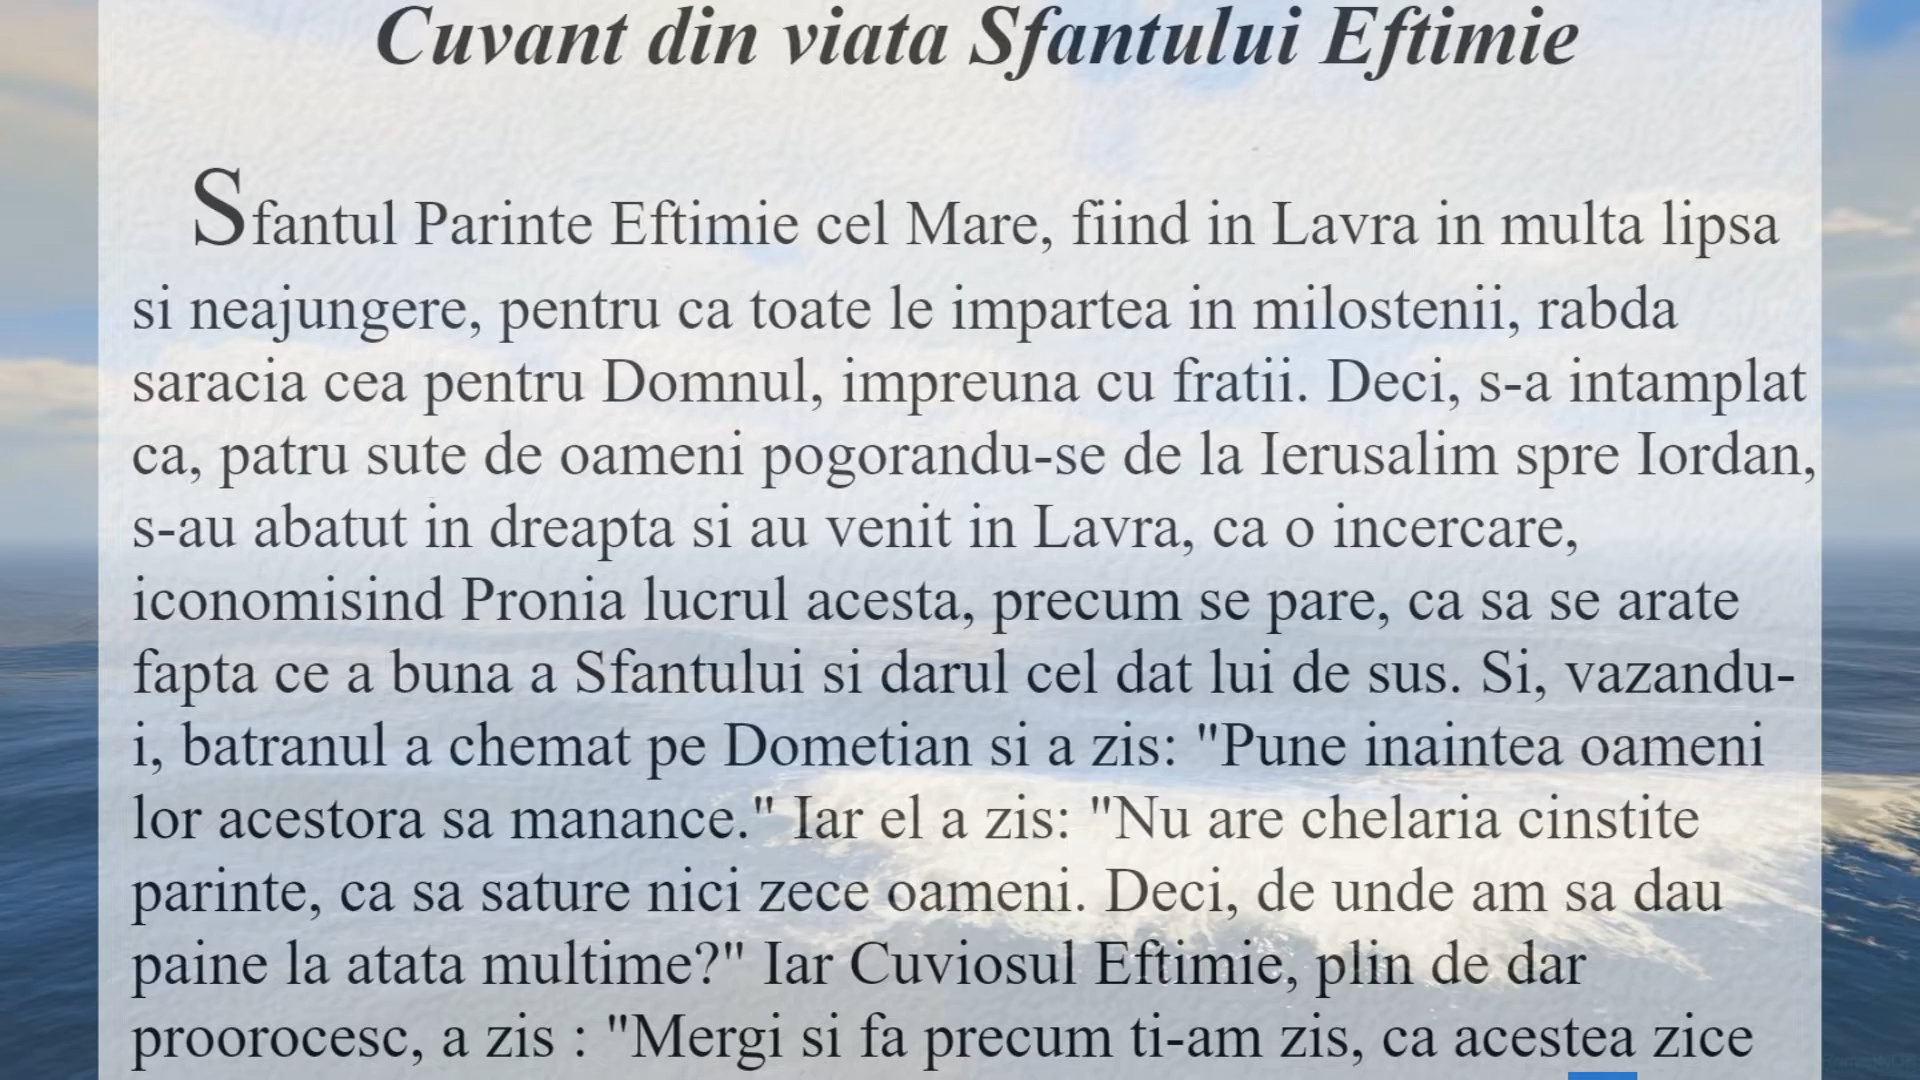 Cuvant din viata Sfantului Eftimie
Sfantul Parinte Eftimie cel Mare, fiind in Lavra in multa lipsa
si neajungere, pentru ca toate le impartea in milostenii, rabda
saracia cea pentru Domnul, impreuna cu fratii. Deci, s-a intamplat
ca, patru sute de oameni pogorandu-se de la Ierusalim spre Iordan,
s-au abatut in dreapta si au venit in Lavra, ca o incercare,
iconomisind Pronia lucrul acesta, precum se pare, ca sa se arate
fapta ce a buna a Sfantului si darul cel dat lui de sus. Si, vazandu-
i, batranul a chemat pe Dometian si a zis: "Pune inaintea oameni
lor acestora sa manance." Iar el a zis: "Nu are chelaria cinstite
parinte, ca sa sature nici zece oameni. Deci, de unde am sa dau
paine la atata multime?" Iar Cuviosul Eftimie, plin de dar
proorocesc, a zis : "Mergi si fa precum ti-am zis, ca acestea zice